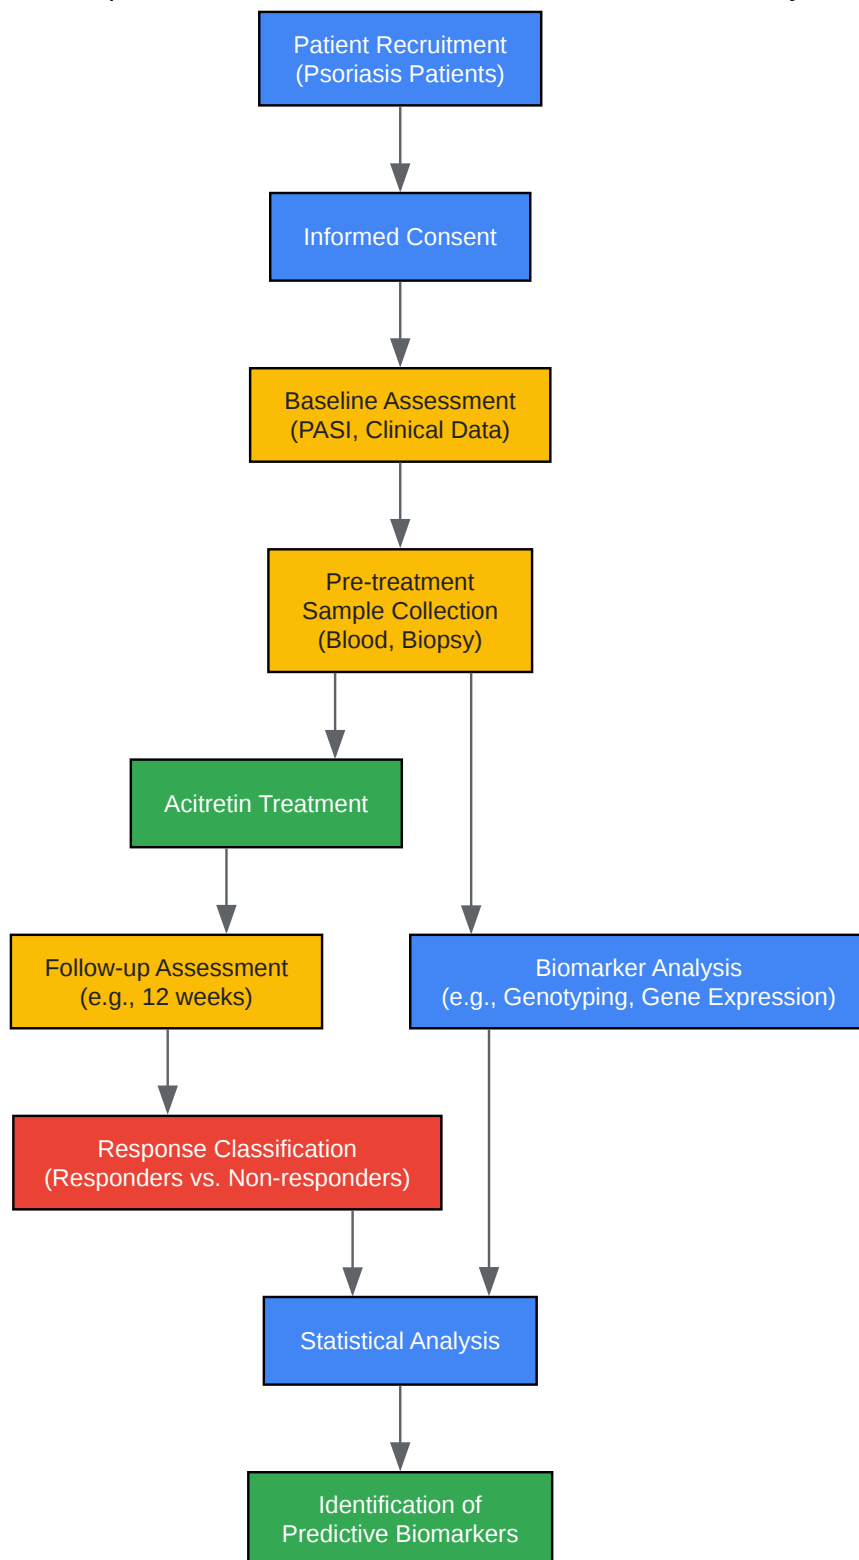 Patient Recruitment
(Psoriasis Patients)
Informed Consent
Baseline Assessment
(PASI, Clinical Data)
Pre-treatment
Sample Collection
(Blood, Biopsy)
Acitretin Treatment
Follow-up Assessment
(e.g., 12 weeks)
Biomarker Analysis
(e.g., Genotyping, Gene Expression)
Response Classification
(Responders vs. Non-responders)
Statistical Analysis
Identification of
Predictive Biomarkers